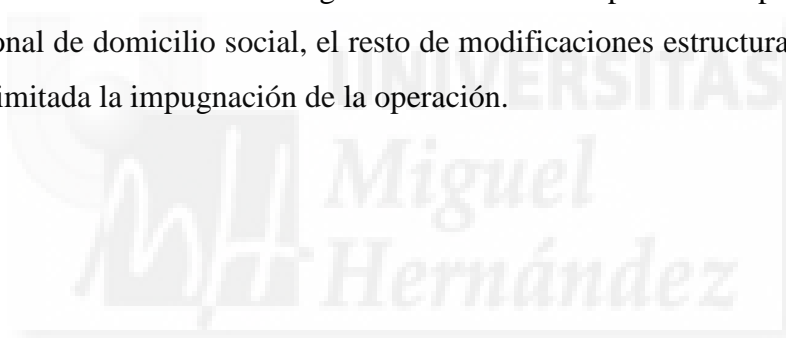 onal de domicilio social, el resto de modificaciones estructura
imitada la impugnación de la operación.
UNIVERSITAS
Miguel
Hernández